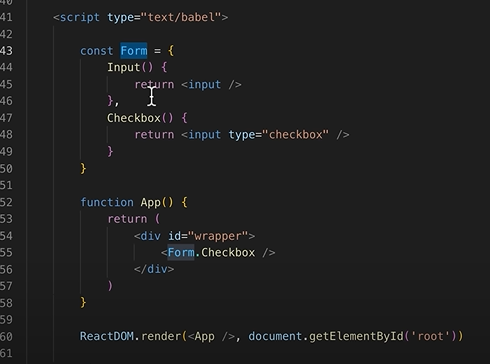 41 <script type="text/babel">
42
43 const Form = {
44 Input() {
45 return <input />
46 },
47 Checkbox() {
48 return <input type="checkbox" />
49 }
50 }
51
52 function App() {
53 return (
54 <div id="wrapper">
55 <Form.Checkbox />
56 </div>
57 )
58 }
59
60 ReactDOM.render(<App />, document.getElementById('root'))
61